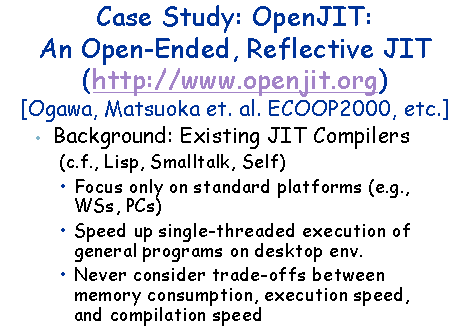 Case Study: OpenJIT:
An Open-Ended, Reflective JIT
(http://www.openjit.org)
[Ogawa, Matsuoka et. al. ECOOP2000, etc.]
• Background: Existing JIT Compilers
(c.f., Lisp, Smalltalk, Self)
• Focus only on standard platforms (e.g.,
WSs, PCs)
• Speed up single-threaded execution of
general programs on desktop env.
• Never consider trade-offs between
memory consumption, execution speed,
and compilation speed